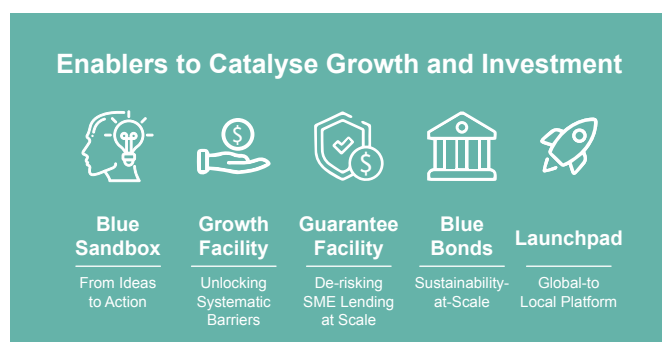 Enablers to Catalyse Growth and Investment
$
$
Blue
Sandbox
From Ideas
to Action
Growth
Facility
Unlocking
Systematic
Barriers
Guarantee
Facility
De-risking
SME Lending
at Scale
Blue
Bonds
Sustainability-
at-Scale
Launchpad
Global-to
Local Platform